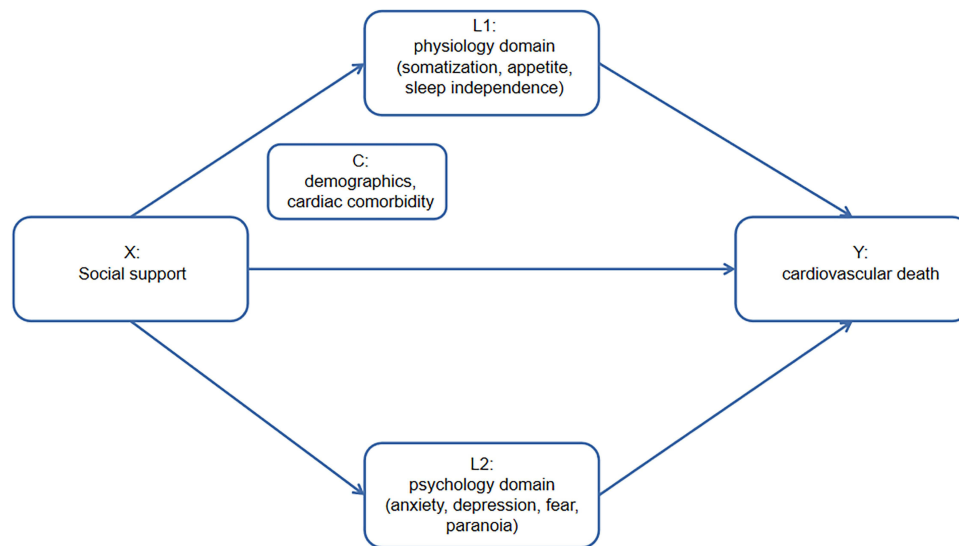 L1:
physiology domain
(somatization, appetite,
sleep independence)
C:
demographics,
cardiac comorbidity
X:
Social support
Y:
cardiovascular death
L2:
psychology domain
(anxiety, depression, fear,
paranoia)